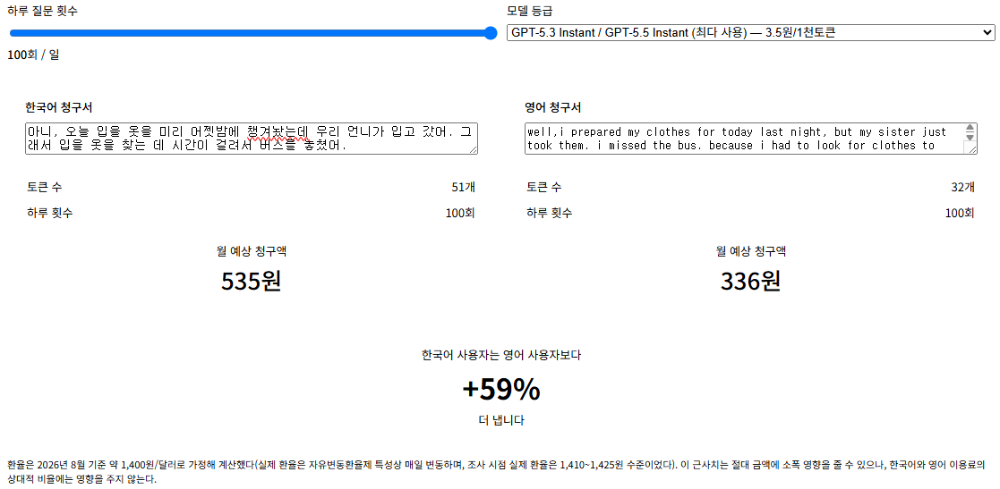 하루 질문 횟수
모델 등급
GPT-5.3 Instant / GPT-5.5 Instant (최다 사용) — 3.5원/1천토큰
100회 / 일
한국어 청구서
영어 청구서
아니, 오늘 입을 옷을 미리 어젯밤에 챙겨놨는데 우리 언니가 입고 갔어. 그
래서 입을 옷을 찾는 데 시간이 걸려서 버스를 놓쳤어.
well,i prepared my clothes for today last night, but my sister just
took them. i missed the bus. because i had to look for clothes to
토큰 수
51개
토큰 수
32개
하루 횟수
100회
하루 횟수
100회
월 예상 청구액
월 예상 청구액
535원
336원
한국어 사용자는 영어 사용자보다
+59%
더 냅니다
환율은 2026년 8월 기준 약 1,400원/달러로 가정해 계산했다(실제 환율은 자유변동환율제 특성상 매일 변동하며, 조사 시점 실제 환율은 1,410~1,425원 수준이었다). 이 근사치는 절대 금액에 소폭 영향을 줄 수 있으나, 한국어와 영어 이용료의
상대적 비율에는 영향을 주지 않는다.